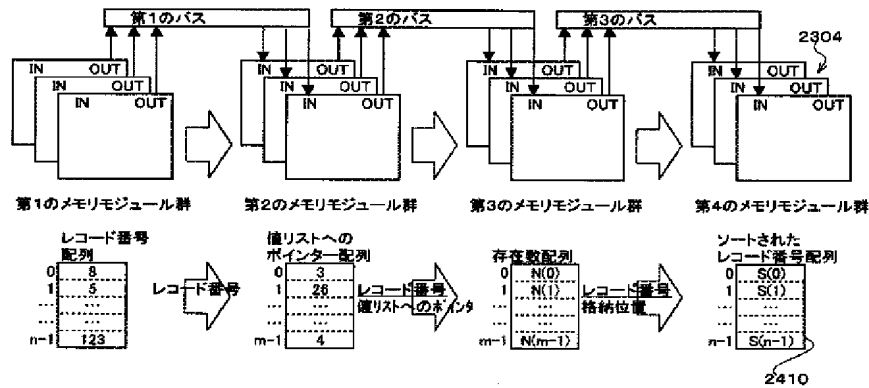 第1のバス 第2のバス 第3のバス
2304
IN OUT IN OUT IN OUT IN OUT
IN OUT IN OUT IN OUT IN OUT
IN OUT IN OUT IN OUT IN OUT
第1のメモリモジュール群 第2のメモリモジュール群 第3のメモリモジュール群 第4のメモリモジュール群
レコード番号
配列
0 8
1 5
... ...
... ...
n-1 123
レコード番号
値リストへの
ポインター配列
0 3
1 26
... ...
... ...
m-1 4
レコード番号
値リストへのポインタ
存在数配列
0 N(0)
1 N(1)
... ...
... ...
m-1 N(m-1)
レコード番号
格納位置
ソートされた
レコード番号配列
0 S(0)
1 S(1)
... ...
... ...
n-1 S(n-1)
2410